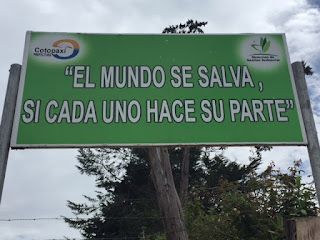 Cotopaxi
“EL MUNDO SE SALVA ,
SI CADA UNO HACE SU PARTE”